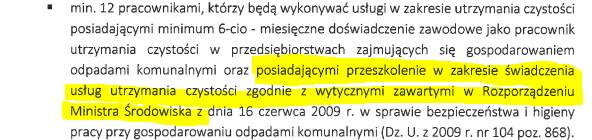 ▪ min. 12 pracownikami, którzy będą wykonywać usługi w zakresie utrzymania czystości
posiadającymi minimum 6-cio - miesięczne doświadczenie zawodowe jako pracownik
utrzymania czystości w przedsiębiorstwach zajmujących się gospodarowaniem
odpadami komunalnymi oraz posiadającymi przeszkolenie w zakresie świadczenia
usług utrzymania czystości zgodnie z wytycznymi zawartymi w Rozporządzeniu
Ministra Środowiska z dnia 16 czerwca 2009 r. w sprawie bezpieczeństwa i higieny
pracy przy gospodarowaniu odpadami komunalnymi (Dz. U. z 2009 r. nr 104 poz. 868).